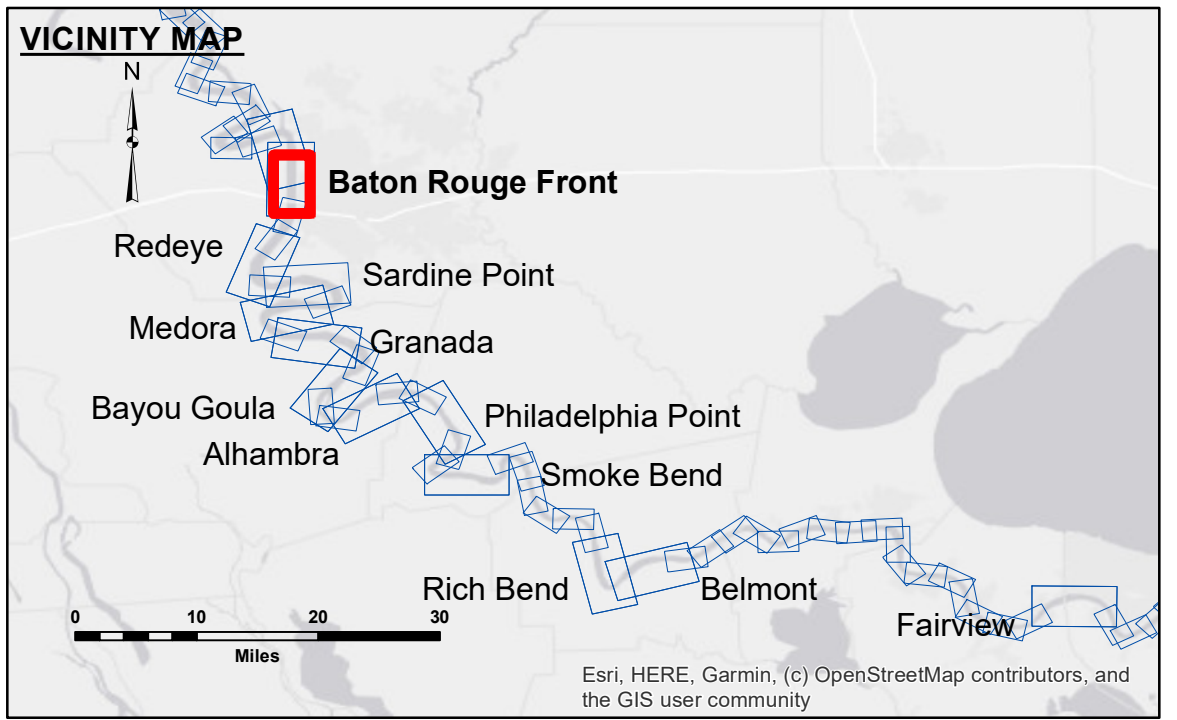 VICINITY MAP
N
Baton Rouge Front
Redeye
Sardine Point
Medora
Granada
Bayou Goula
Philadelphia Point
Alhambra
Smoke Bend
Rich Bend
Belmont
Fairview
0 10 20 30
Miles
Esri, HERE, Garmin, (c) OpenStreetMap contributors, and
the GIS user community